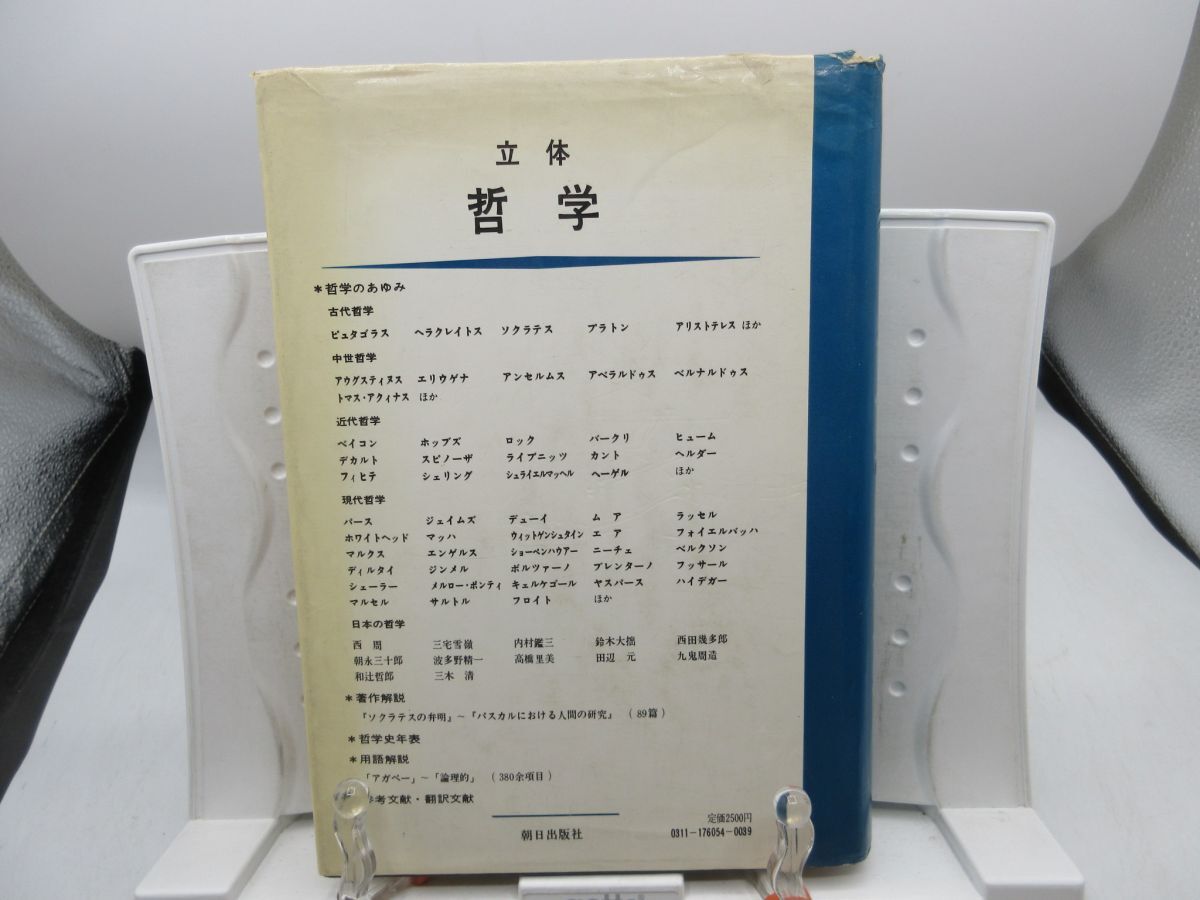 立体
哲学
*哲学のあゆみ
古代哲学
ピュタゴラス ヘラクレイトス ソクラテス プラトン アリストテレス ほか
中世哲学
アウグスティヌス エリウゲナ アンセルムス アベラルドゥス ベルナルドゥス
トマス・アクィナス ほか
近代哲学
ベイコン ホッブズ ロック バークリ ヒューム
デカルト スピノーザ ライプニッツ カント ヘルダー
フィヒテ シェリング シュライエルマッヘル ヘーゲル ほか
現代哲学
パース ジェイムズ デューイ ムア ラッセル
ホワイトヘッド マッハ ウィットゲンシュタイン エア フォイエルバッハ
マルクス エンゲルス ショーペンハウアー ニーチェ ベルクソン
ディルタイ ジンメル ボルツァーノ ブレンターノ フッサール
シェーラー メルロー・ポンティ キェルケゴール ヤスパース ハイデガー
マルセル サルトル フロイト ほか
日本の哲学
西周 三宅雪嶺 内村鑑三 鈴木大拙 西田幾多郎
朝永三十郎 波多野精一 高橋里美 田辺元 九鬼周造
和辻哲郎 三木清
*著作解説
『ソクラテスの弁明』~『パスカルにおける人間の研究』 (89篇)
*哲学史年表
*用語解説
「アガペー」~「論理的」 (380余項目)
参考文献・翻訳文献
定価2500円
朝日出版社 0311-176054-0039